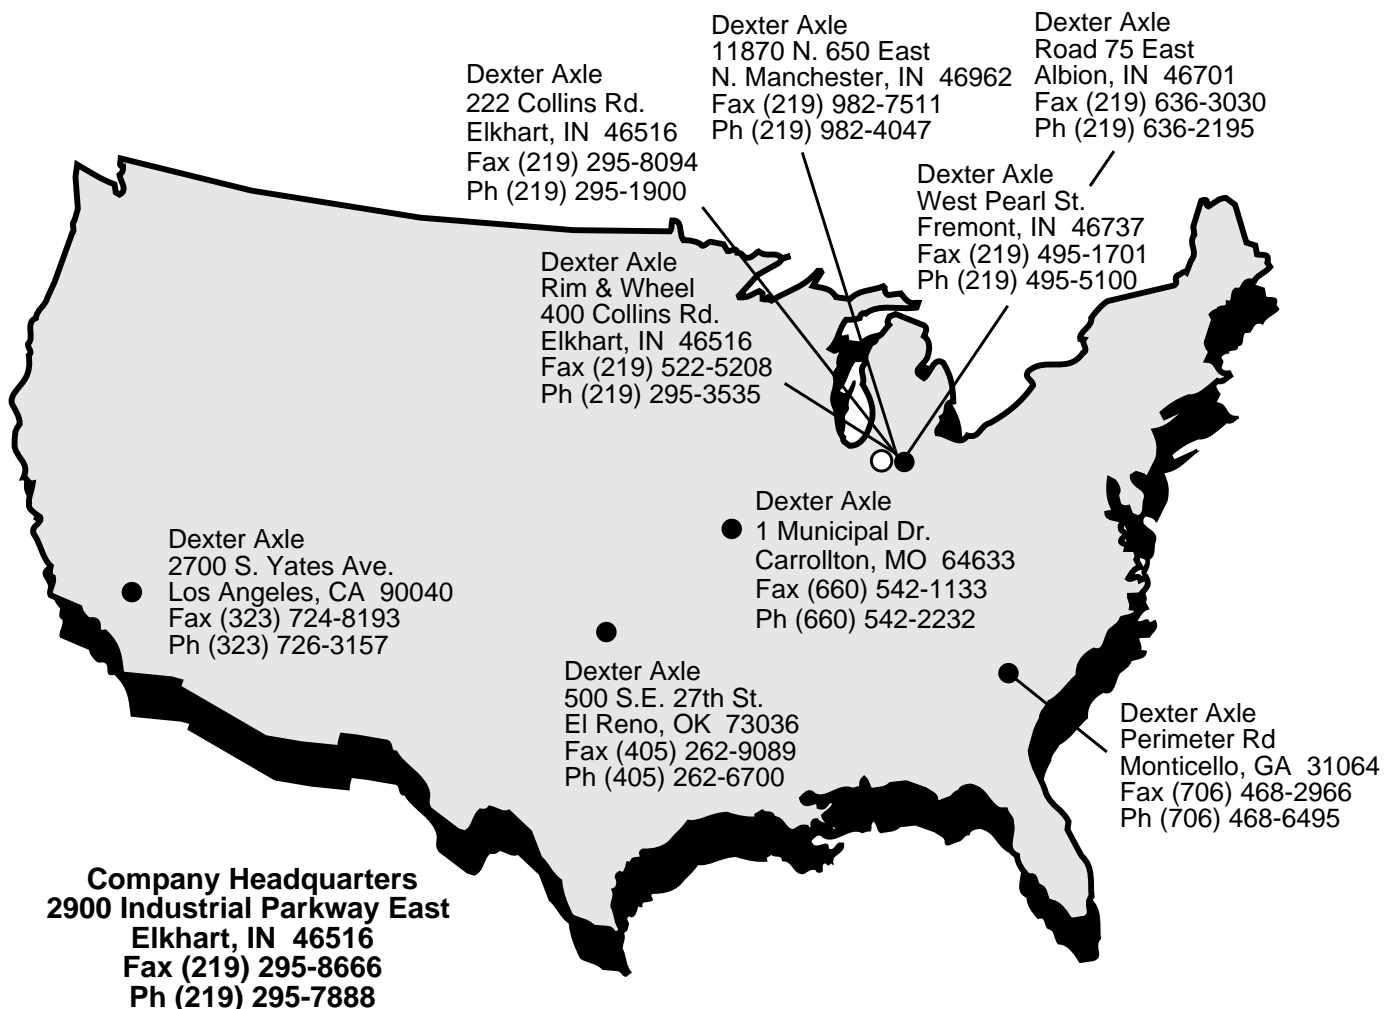 Dexter Axle
11870 N. 650 East
N. Manchester, IN 46962
Fax (219) 982-7511
Ph (219) 982-4047
Dexter Axle
Road 75 East
Albion, IN 46701
Fax (219) 636-3030
Ph (219) 636-2195
Dexter Axle
222 Collins Rd.
Elkhart, IN 46516
Fax (219) 295-8094
Ph (219) 295-1900
Dexter Axle
West Pearl St.
Fremont, IN 46737
Fax (219) 495-1701
Ph (219) 495-5100
Dexter Axle
Rim & Wheel
400 Collins Rd.
Elkhart, IN 46516
Fax (219) 522-5208
Ph (219) 295-3535
Dexter Axle
1 Municipal Dr.
Carrollton, MO 64633
Fax (660) 542-1133
Ph (660) 542-2232
Dexter Axle
2700 S. Yates Ave.
Los Angeles, CA 90040
Fax (323) 724-8193
Ph (323) 726-3157
Dexter Axle
500 S.E. 27th St.
El Reno, OK 73036
Fax (405) 262-9089
Ph (405) 262-6700
Dexter Axle
Perimeter Rd
Monticello, GA 31064
Fax (706) 468-2966
Ph (706) 468-6495
Company Headquarters
2900 Industrial Parkway East
Elkhart, IN 46516
Fax (219) 295-8666
Ph (219) 295-7888